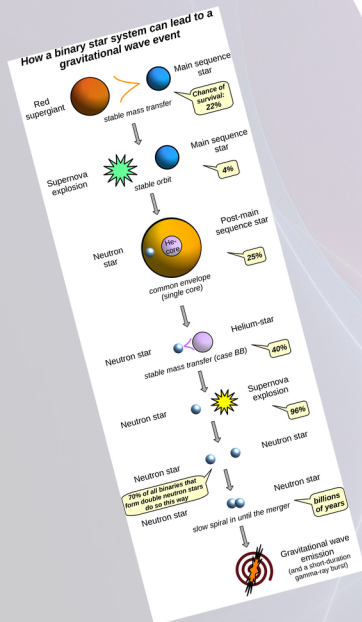 How a binary star system can lead to a
gravitational wave event
Red
supergiant
Main sequence
star
Chance of
survival:
22%
stable mass transfer
Supernova
explosion
Main sequence
star
4%
stable orbit
Neutron
star
He-
core
Post-main
sequence star
25%
common envelope
(single core)
Neutron star
Helium-star
40%
stable mass transfer (case BB)
Neutron star
Supernova
explosion
96%
Neutron star
Neutron star
70% of all binaries that
form double neutron stars
do so this way
Neutron star
Neutron star
billions
of years
slow spiral in until the merger
Gravitational wave
emission
(and a short-duration
gamma-ray burst)